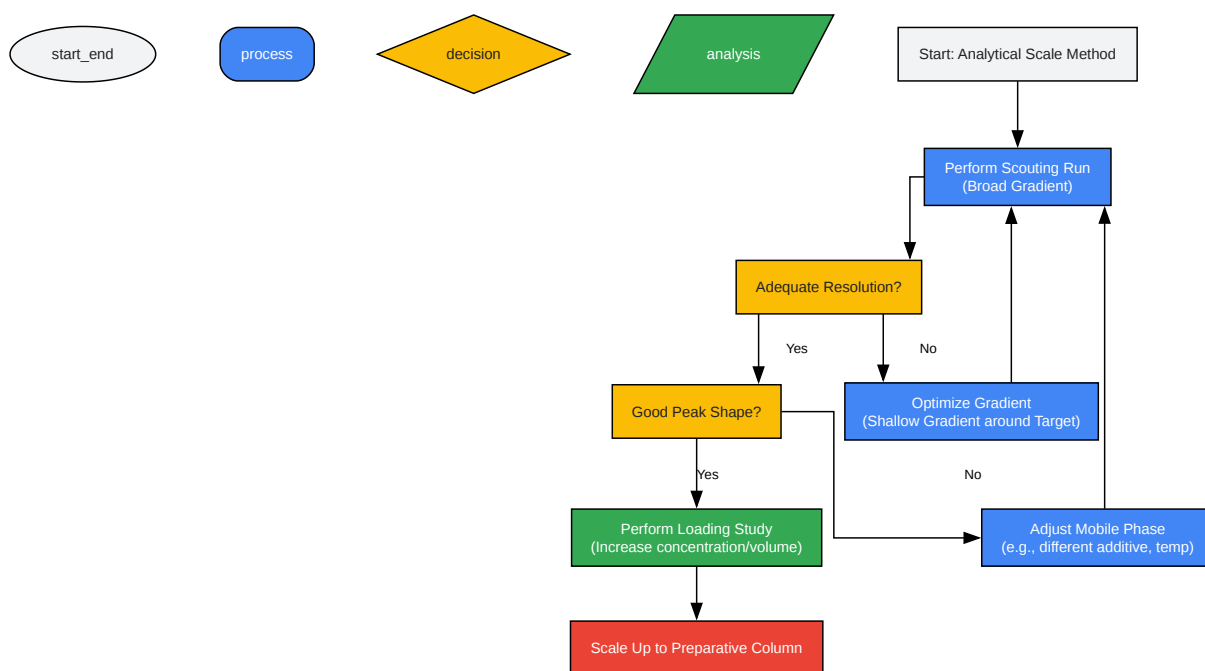 start_end
process
decision
analysis
Start: Analytical Scale Method
Perform Scouting Run
(Broad Gradient)
Adequate Resolution?
Yes
No
Good Peak Shape?
Optimize Gradient
(Shallow Gradient around Target)
Yes
No
Perform Loading Study
(Increase concentration/volume)
Adjust Mobile Phase
(e.g., different additive, temp)
Scale Up to Preparative Column